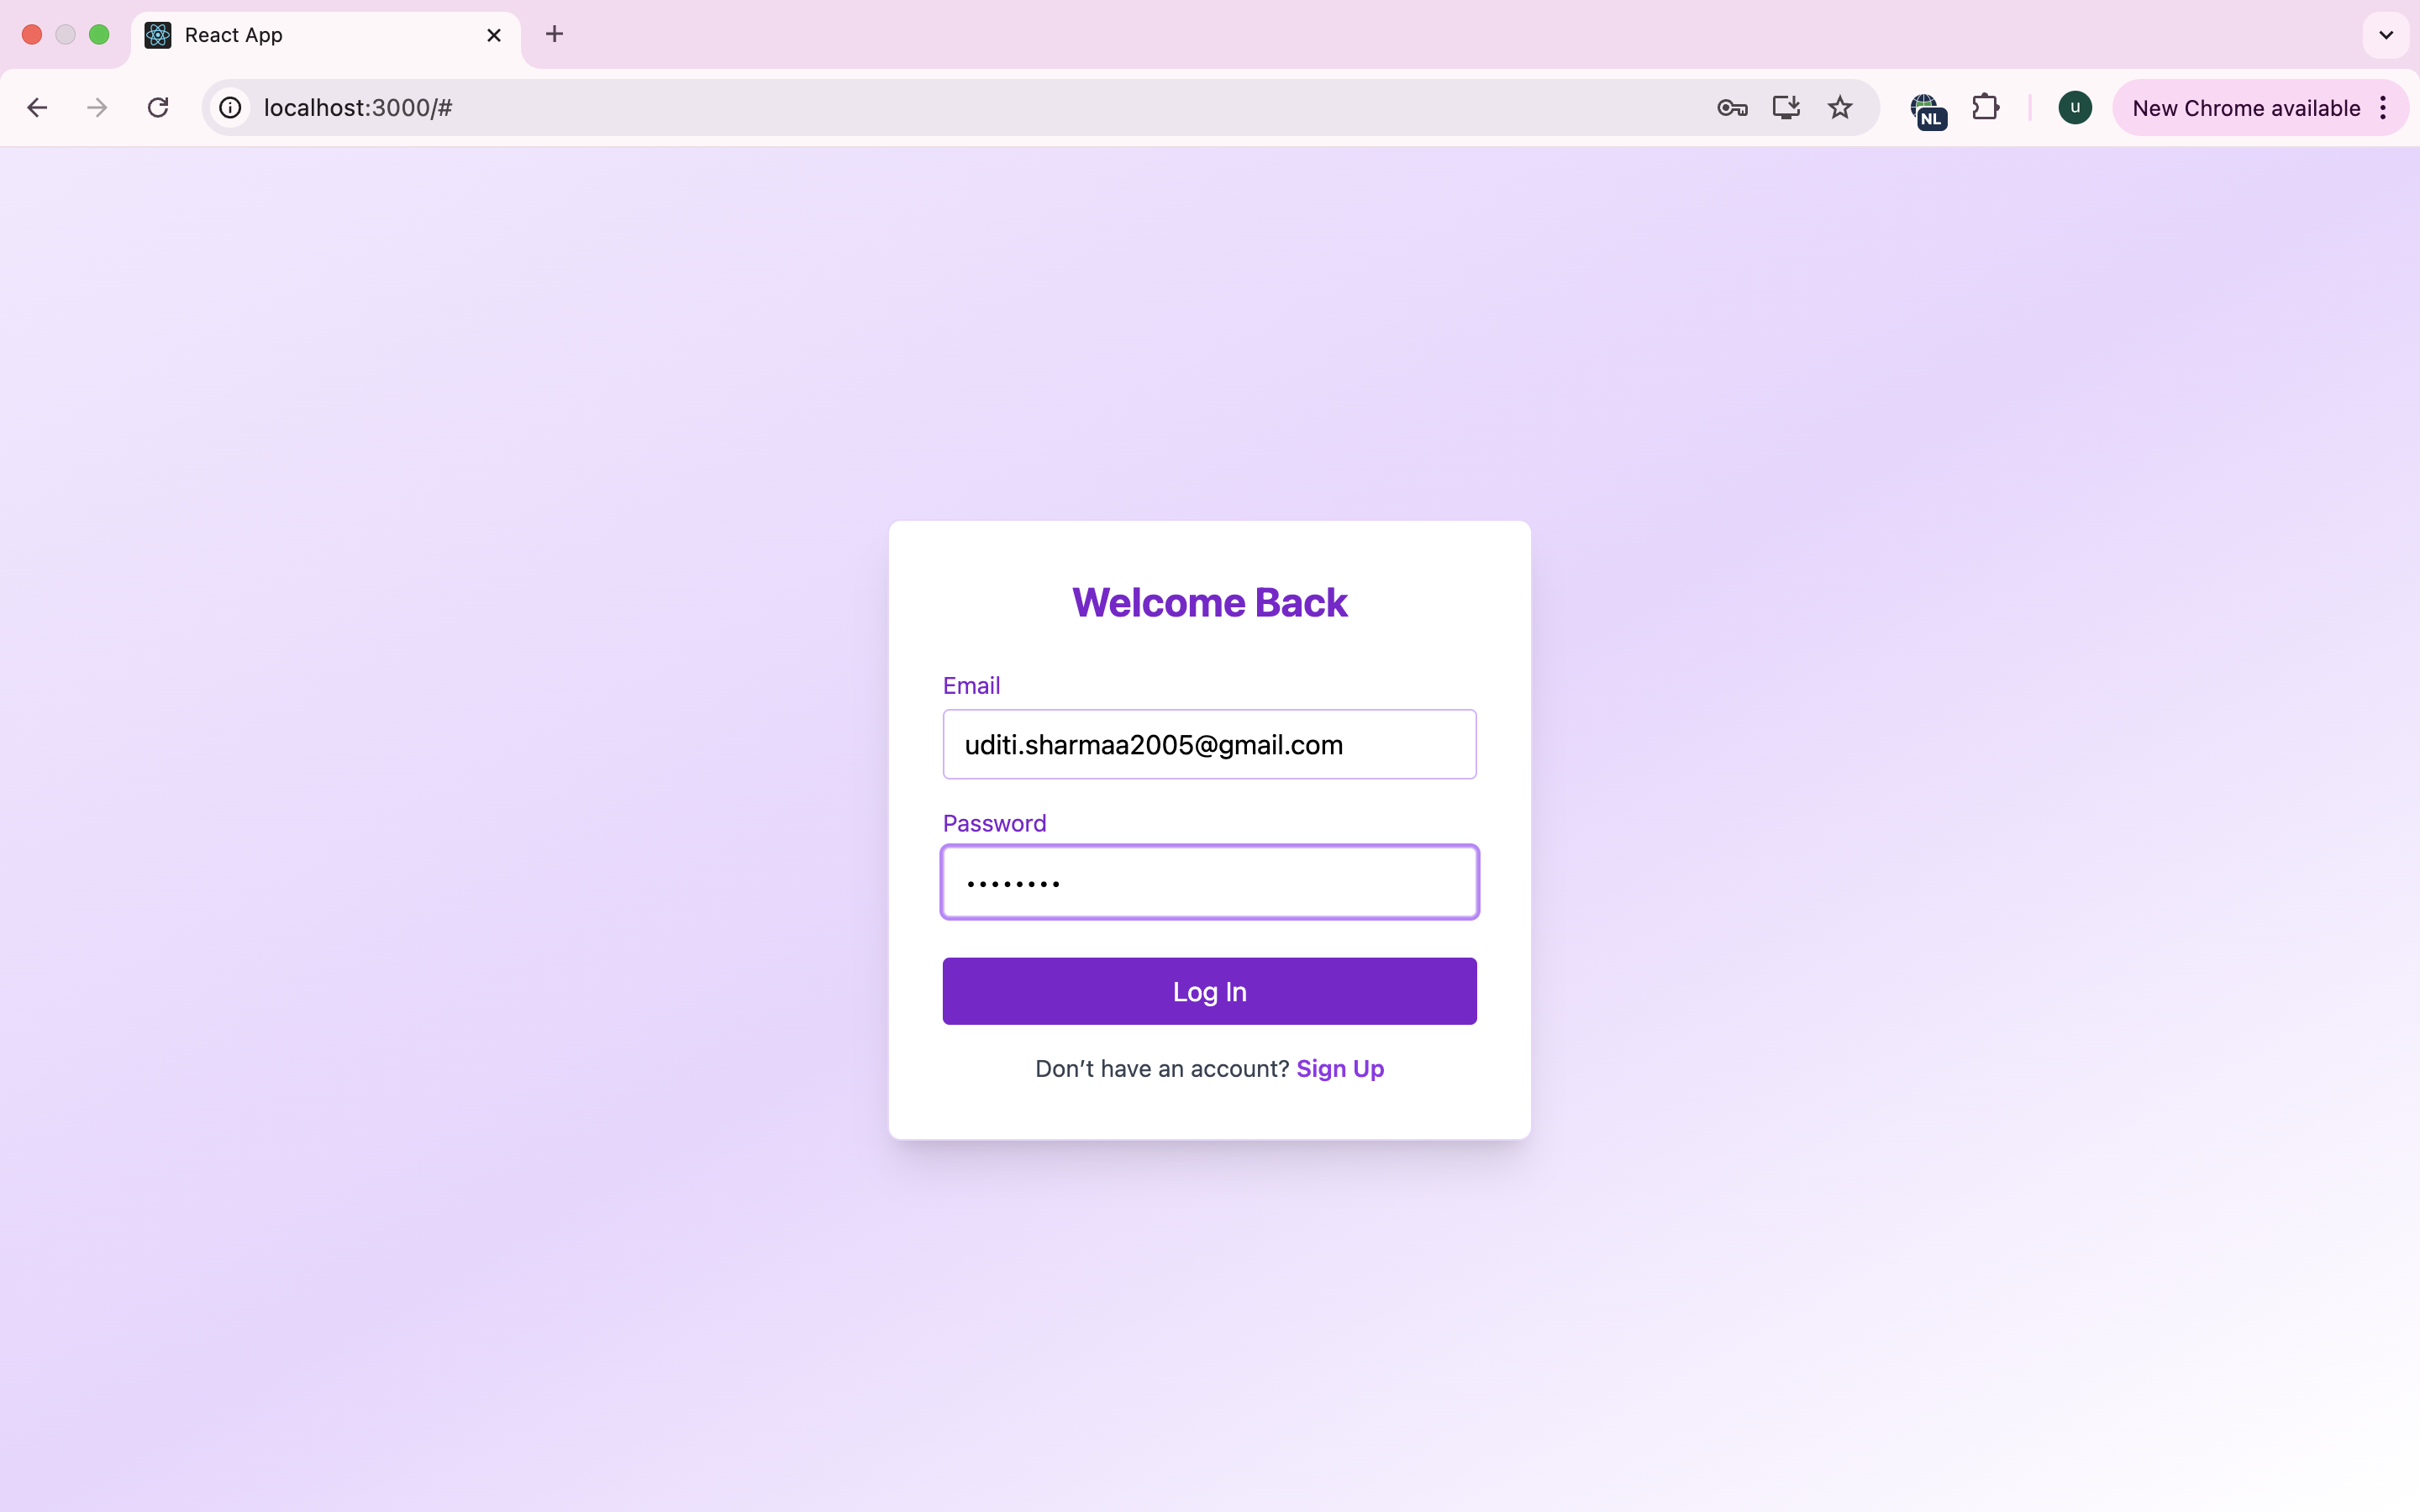 React App
localhost:3000/#
NL
u
New Chrome available
Welcome Back
Email
uditi.sharmaa2005@gmail.com
Password
••••••••
Log In
Don’t have an account? Sign Up